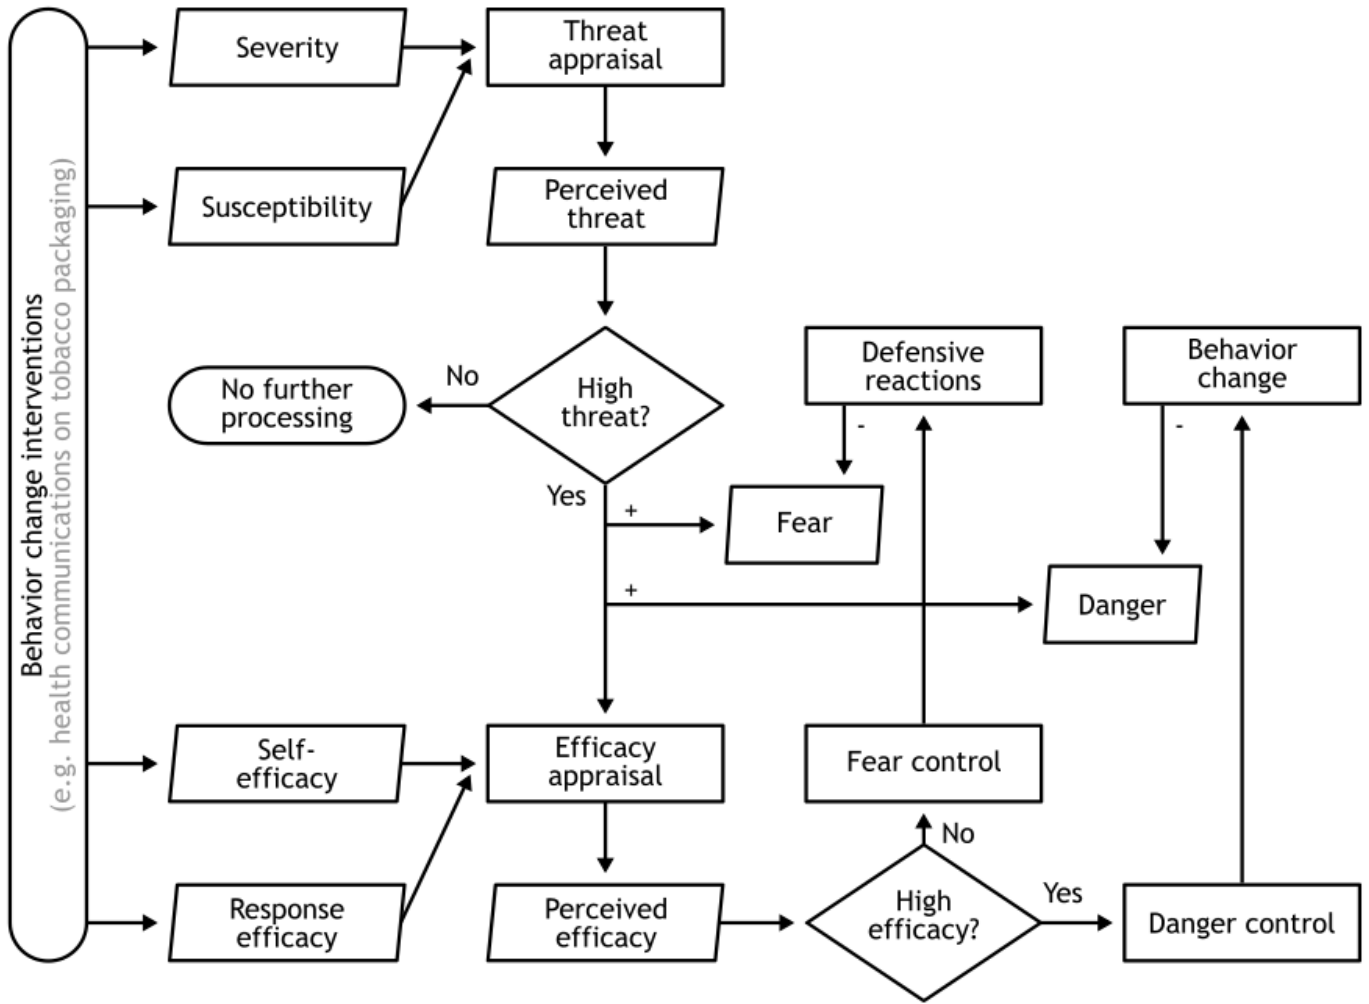 Behavior change interventions
(e.g. health communications on tobacco packaging)
Severity
Threat
appraisal
Susceptibility
Perceived
threat
No further
processing
No
High
threat?
Defensive
reactions
Behavior
change
-
-
Yes
+
Fear
+
Danger
Self-
efficacy
Efficacy
appraisal
Fear control
No
Response
efficacy
Perceived
efficacy
High
efficacy?
Yes
Danger control